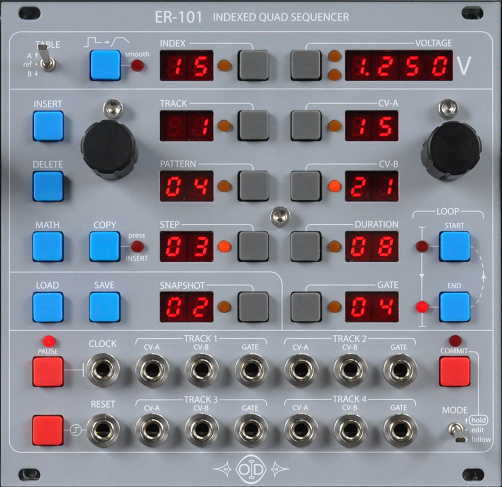 ER-101 INDEXED QUAD SEQUENCER
TABLE
A
ref
B
smooth
INDEX
15
VOLTAGE
1.250 V
INSERT
TRACK
1
CV-A
15
DELETE
PATTERN
04
CV-B
21
MATH
COPY
press
INSERT
STEP
03
DURATION
08
LOOP
START
LOAD
SAVE
SNAPSHOT
02
GATE
04
END
PAUSE
CLOCK
TRACK 1
CV-A
CV-B
GATE
TRACK 2
CV-A
CV-B
GATE
COMMIT
RESET
TRACK 3
CV-A
CV-B
GATE
TRACK 4
CV-A
CV-B
GATE
MODE
hold
edit
follow